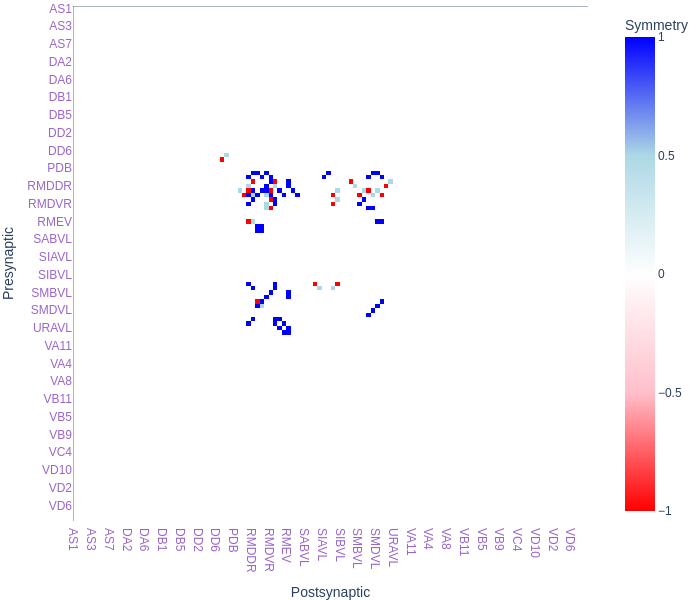 Symmetry
1
0.5
0
−0.5
−1
Presynaptic
AS1
AS3
AS7
DA2
DA6
DB1
DB5
DD2
DD6
PDB
RMDDR
RMDVR
RMEV
SABVL
SIAVL
SIBVL
SMBVL
SMDVL
URAVL
VA11
VA4
VA8
VB11
VB5
VB9
VC4
VD10
VD2
VD6
AS1
AS3
AS7
DA2
DA6
DB1
DB5
DD2
DD6
PDB
RMDDR
RMDVR
RMEV
SABVL
SIAVL
SIBVL
SMBVL
SMDVL
URAVL
VA11
VA4
VA8
VB11
VB5
VB9
VC4
VD10
VD2
VD6
Postsynaptic